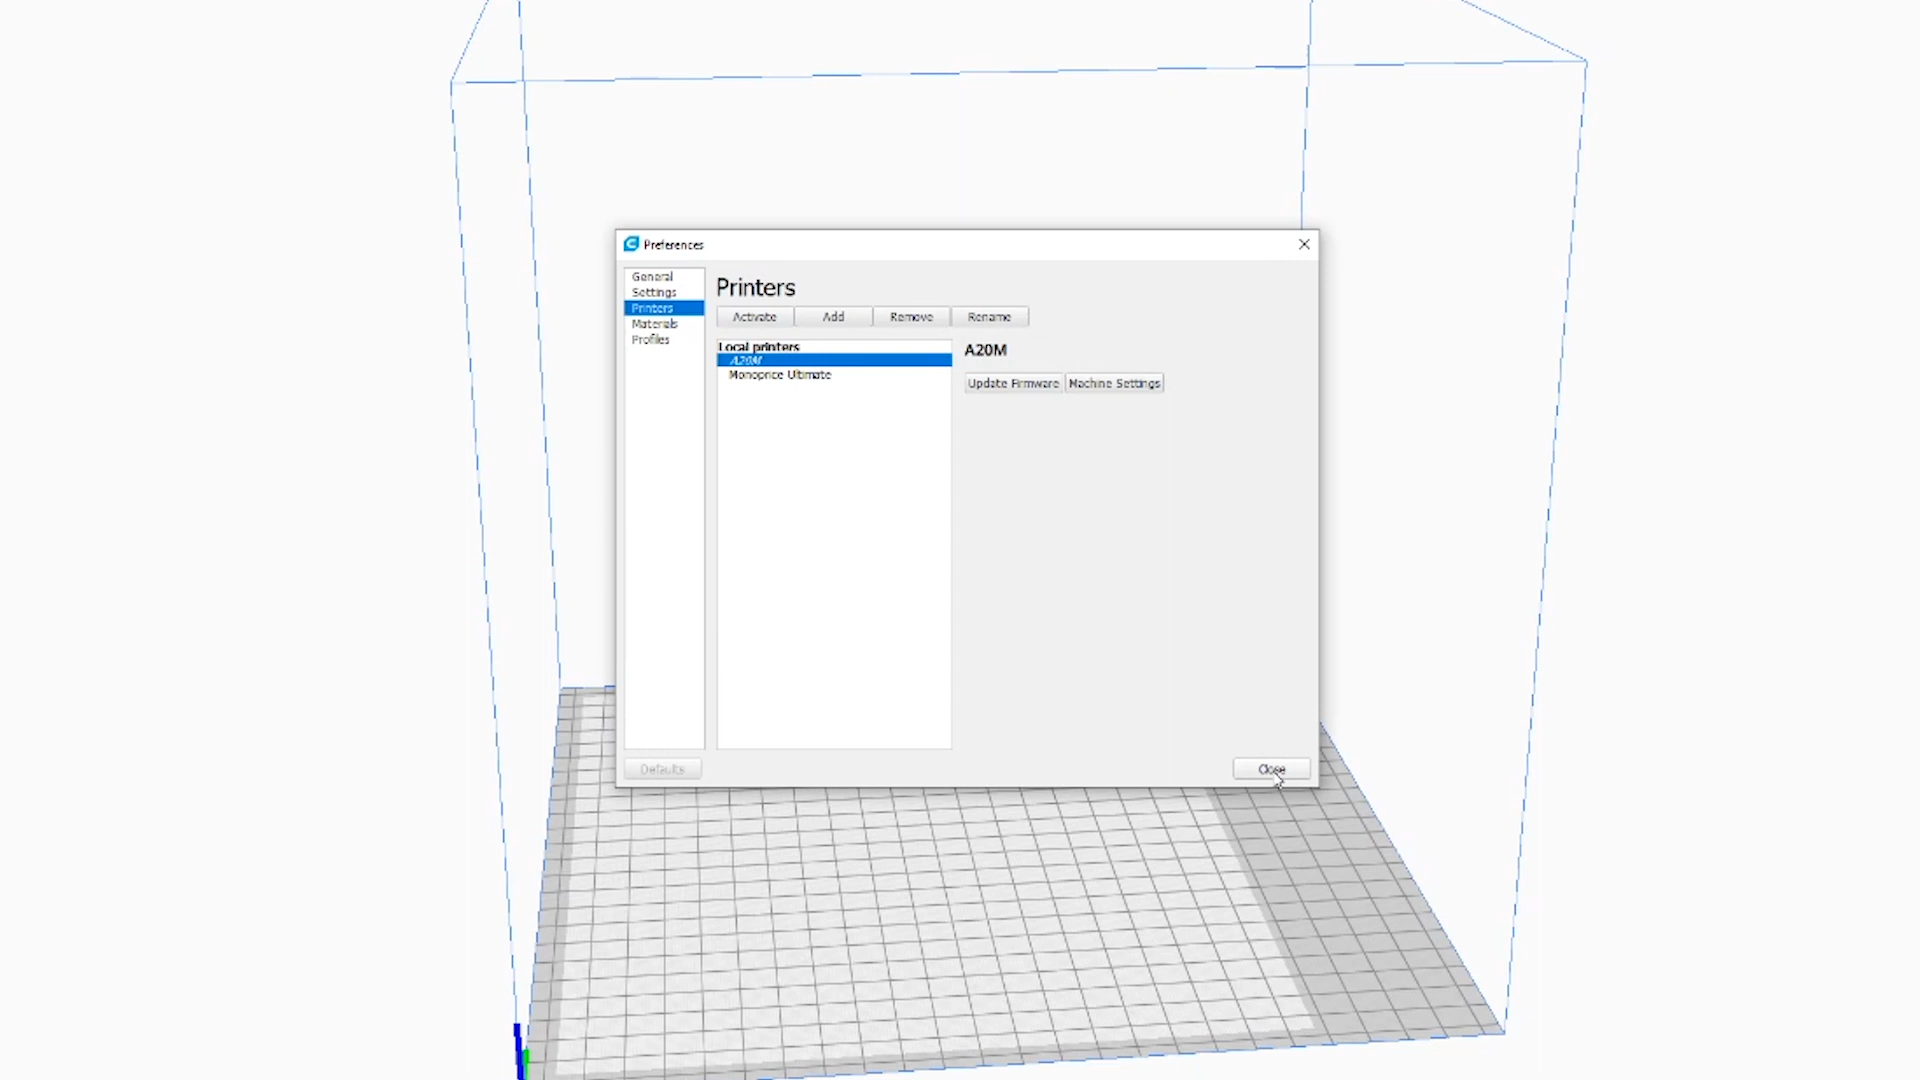 Preferences
General
Settings
Printers
Materials
Profiles
Printers
Activate
Add
Remove
Rename
Local printers
A20M
Monoprice Ultimate
A20M
Update Firmware
Machine Settings
Defaults
Close